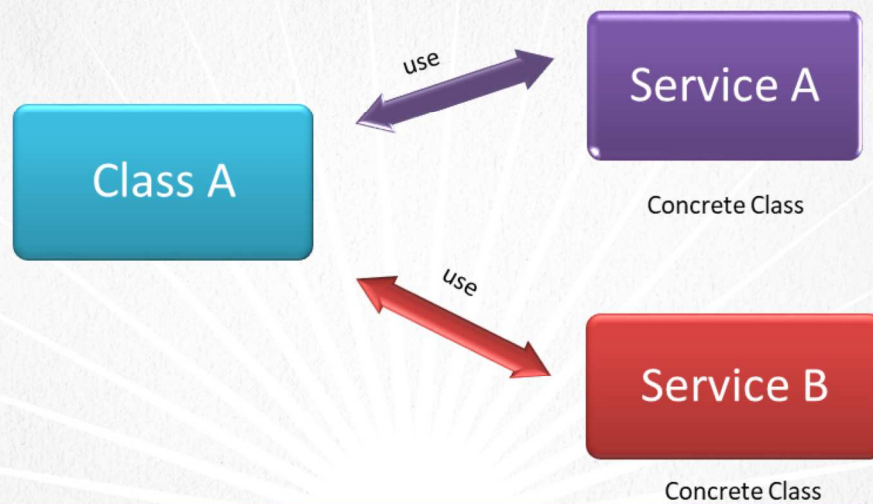 use
Service A
Class A
Concrete Class
use
Service B
Concrete Class